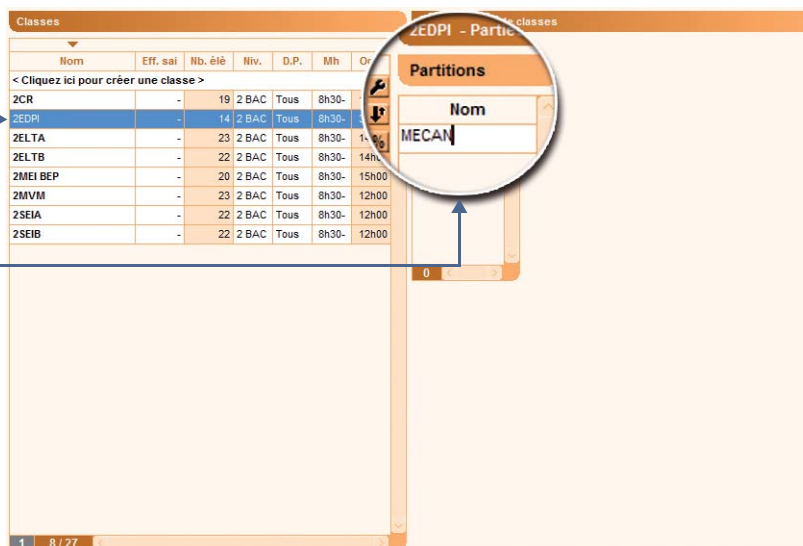 Classes
Nom Eff. sai Nb. élè Niv. D.P. Mh
< Cliquez ici pour créer une classe >
2CR - 19 2 BAC Tous 8h30-
2EDPI - 14 2 BAC Tous 8h30-
2ELTA - 23 2 BAC Tous 8h30-
2ELTB - 22 2 BAC Tous 8h30-
2MEI BEP - 20 2 BAC Tous 8h30- 15h00
2MVM - 23 2 BAC Tous 8h30- 12h00
2SEIA - 22 2 BAC Tous 8h30- 12h00
2SEIB - 22 2 BAC Tous 8h30- 12h00
1 8 / 27
classes
2EDPI - Partie
Partitions
Nom
MECAN
%
0